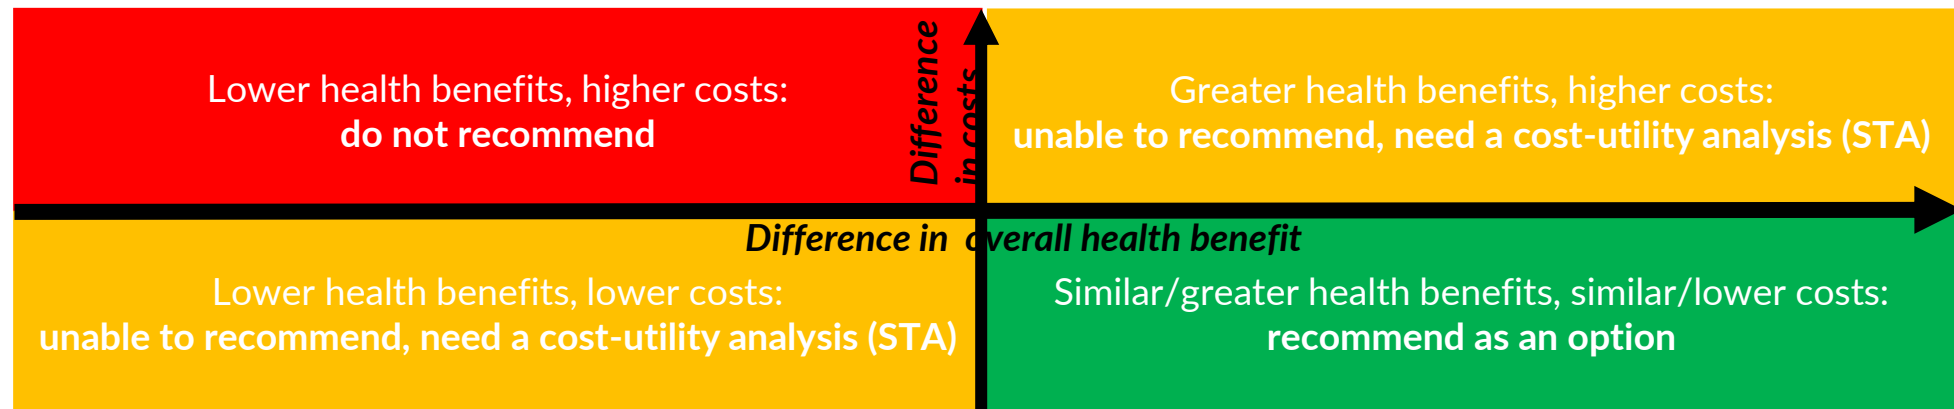 Lower health benefits, higher costs:
do not recommend
Difference
in costs
Greater health benefits, higher costs:
unable to recommend, need a cost-utility analysis (STA)
Difference in  overall health benefit
Lower health benefits, lower costs:
unable to recommend, need a cost-utility analysis (STA)
Similar/greater health benefits, similar/lower costs:
recommend as an option